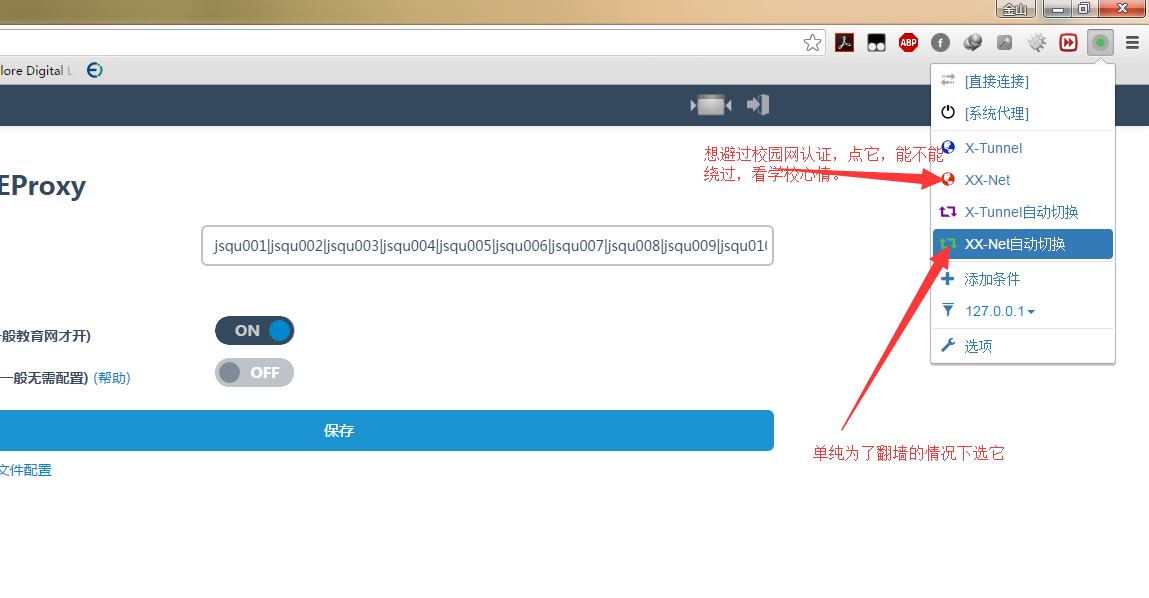 金山
ABP
f
lore Digital L
[直接连接]
[系统代理]
想避过校园网认证，点它，能不能
绕过，看学校心情。
X-Tunnel
XX-Net
EProxy
X-Tunnel自动切换
jsqu001|jsqu002|jsqu003|jsqu004|jsqu005|jsqu006|jsqu007|jsqu008|jsqu009|jsqu010
XX-Net自动切换
添加条件
127.0.0.1
般教育网才开)
ON
选项
一般无需配置) (帮助)
OFF
保存
单纯为了翻墙的情况下选它
文件配置